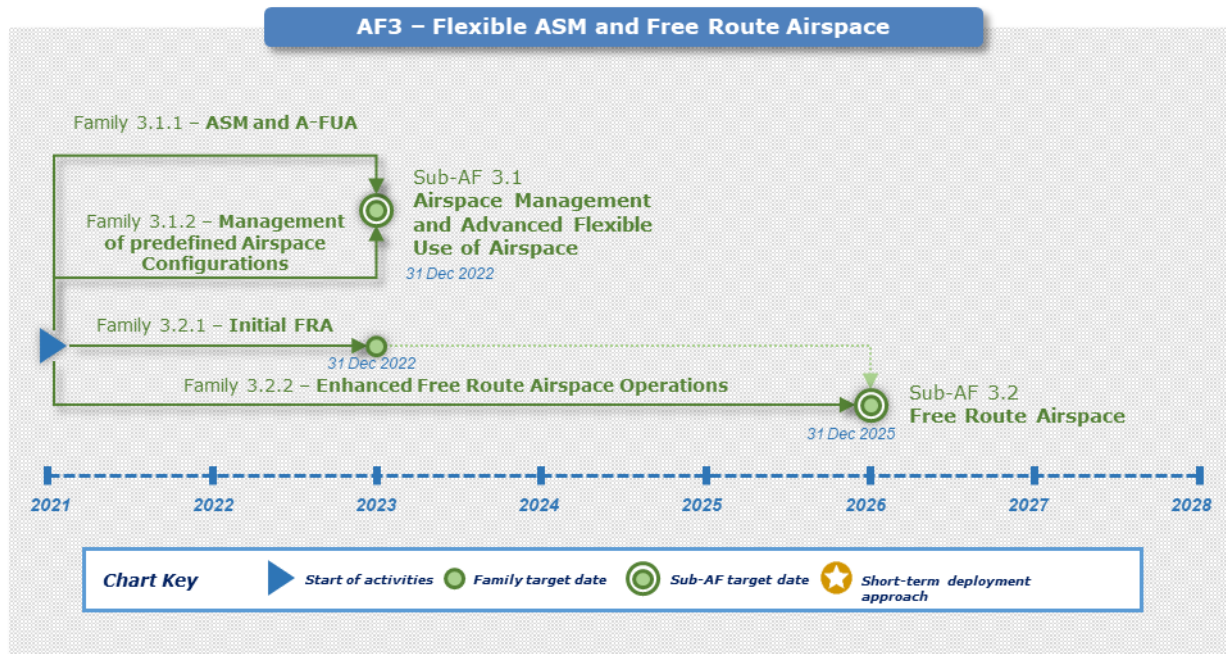 AF3 – Flexible ASM and Free Route Airspace
Family 3.1.1 – ASM and A-FUA
Sub-AF 3.1
Airspace Management
and Advanced Flexible
Use of Airspace
31 Dec 2022
Family 3.1.2 – Management
of predefined Airspace
Configurations
Family 3.2.1 – Initial FRA
31 Dec 2022
Family 3.2.2 – Enhanced Free Route Airspace Operations
Sub-AF 3.2
Free Route Airspace
31 Dec 2025
2021 2022 2023 2024 2025 2026 2027 2028
Chart Key Start of activities Family target date Sub-AF target date Short-term deployment
approach